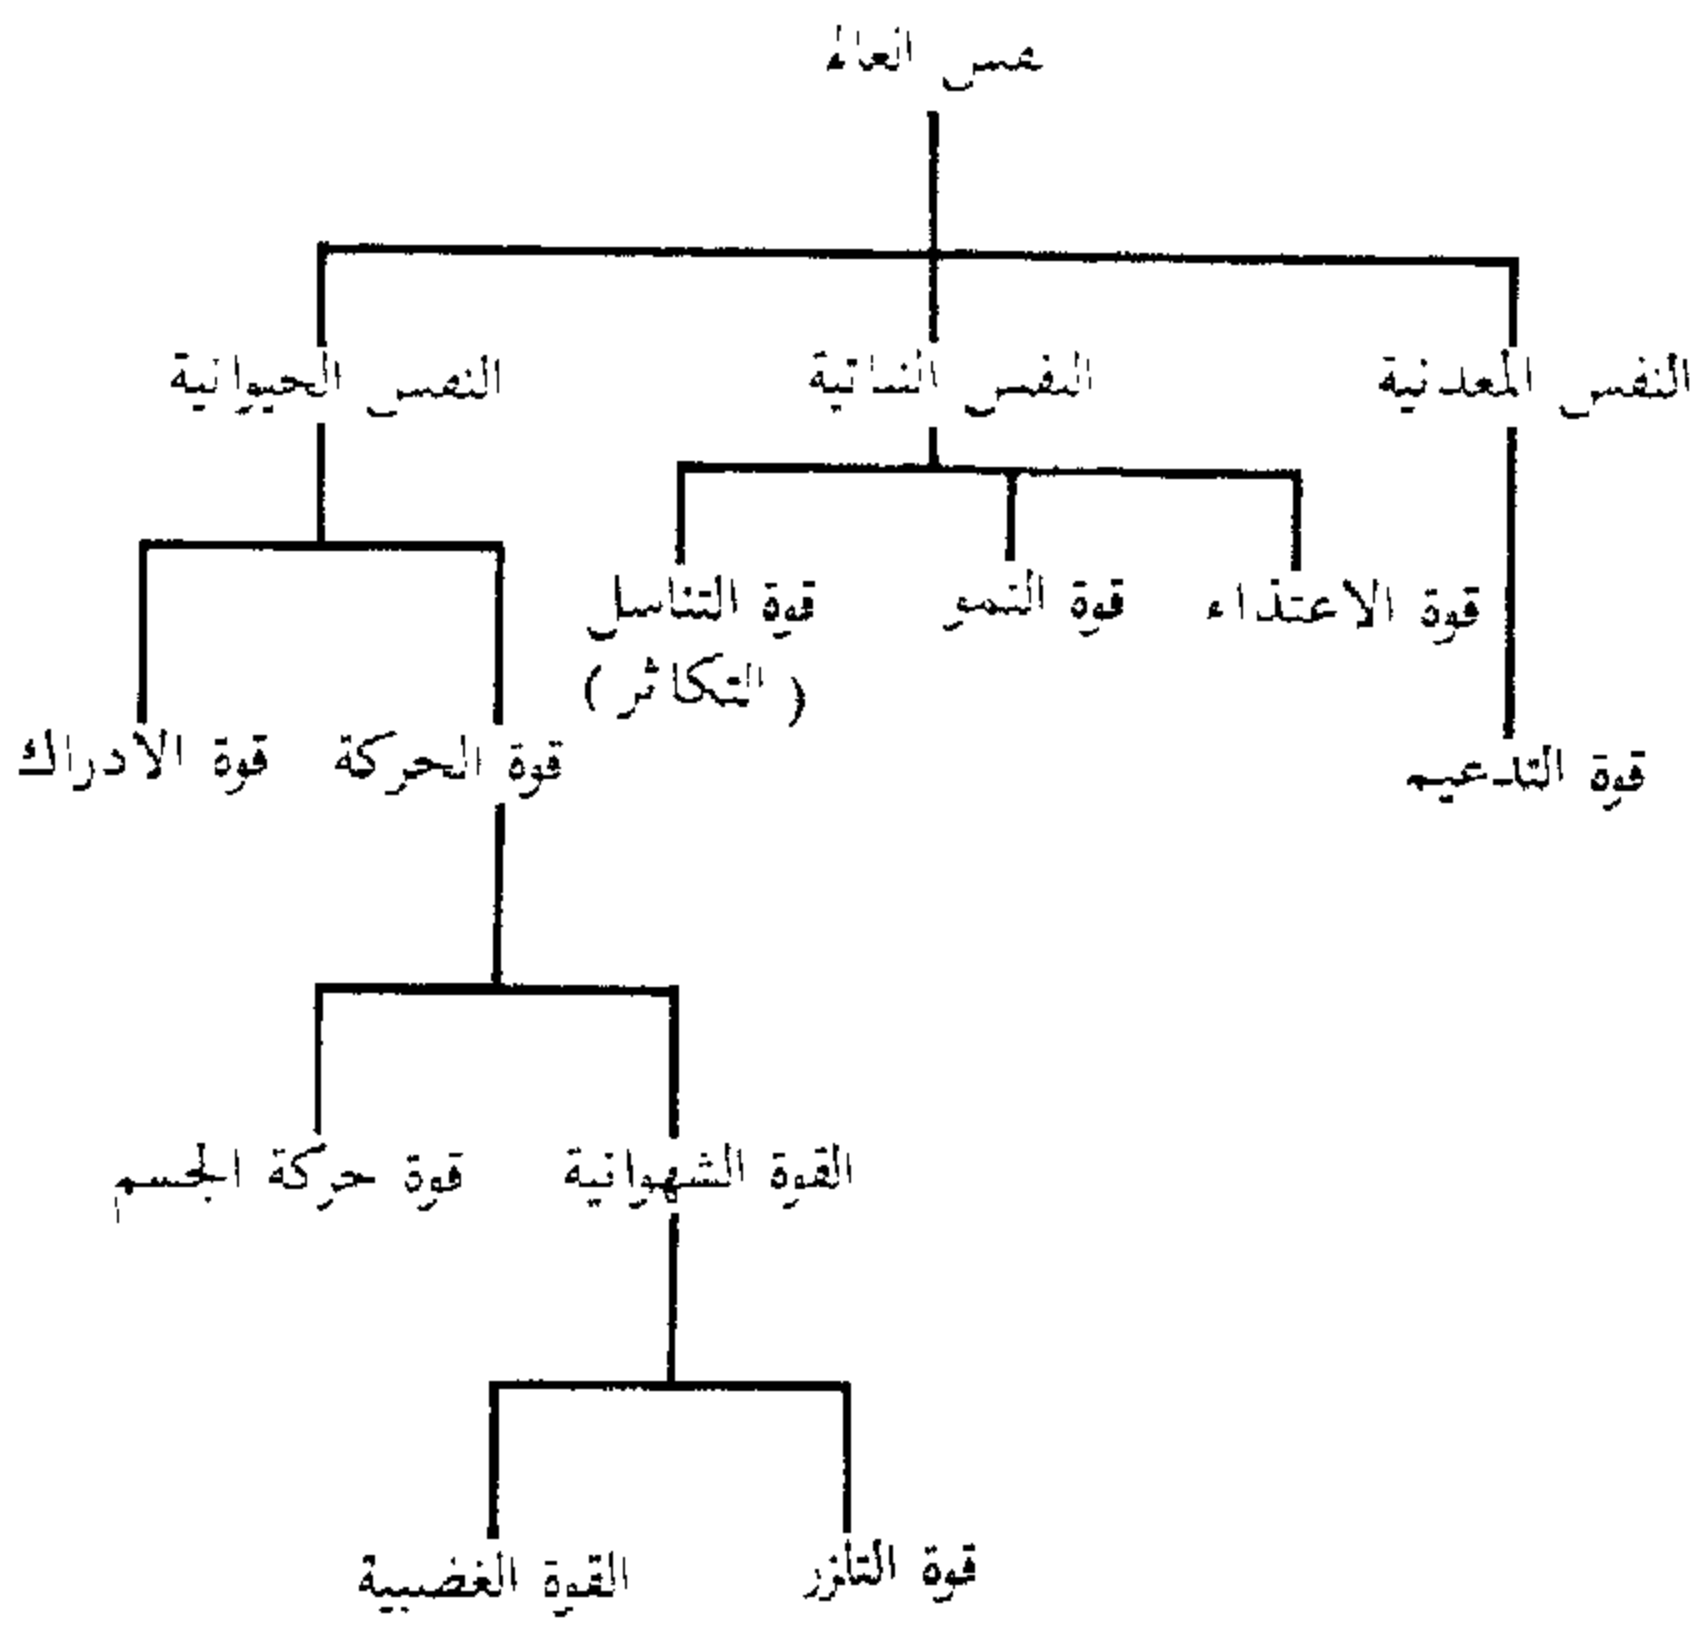 نفس العالم
النفس المعدنية
النفس النباتية
النفس الحيوانية
قوة الاغتذاء
قوة النمو
قوة التناسل
(التكاثر)
قوة التدعيم
قوة الحركة
قوة الادراك
القوة الشهوانية
قوة حركة الجسم
قوة
القوة الغضبية